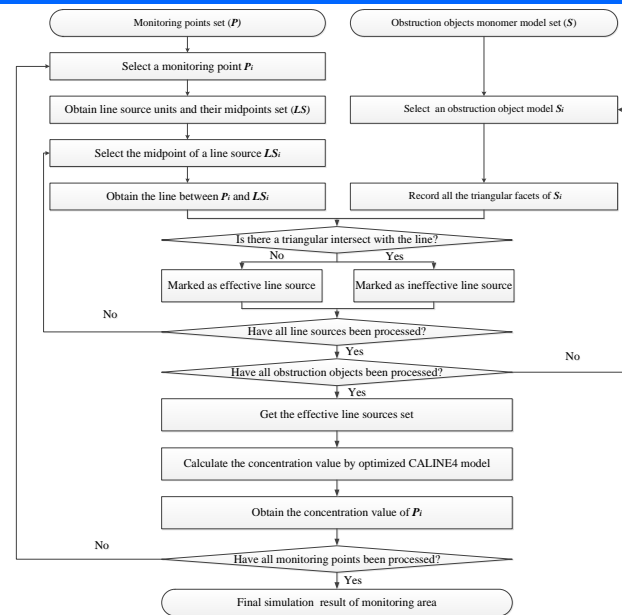 Monitoring points set (P)
Obstruction objects monomer model set (S)
Select a monitoring point Pi
Obtain line source units and their midpoints set (LS)
Select an obstruction object model Si
Select the midpoint of a line source LSi
Obtain the line between Pi and LSi
Record all the triangular facets of Si
Is there a triangular intersect with the line?
No
Yes
Marked as effective line source
Marked as ineffective line source
No
Have all line sources been processed?
Yes
No
Have all obstruction objects been processed?
Yes
Get the effective line sources set
Calculate the concentration value by optimized CALINE4 model
Obtain the concentration value of Pi
No
Have all monitoring points been processed?
Yes
Final simulation result of monitoring area